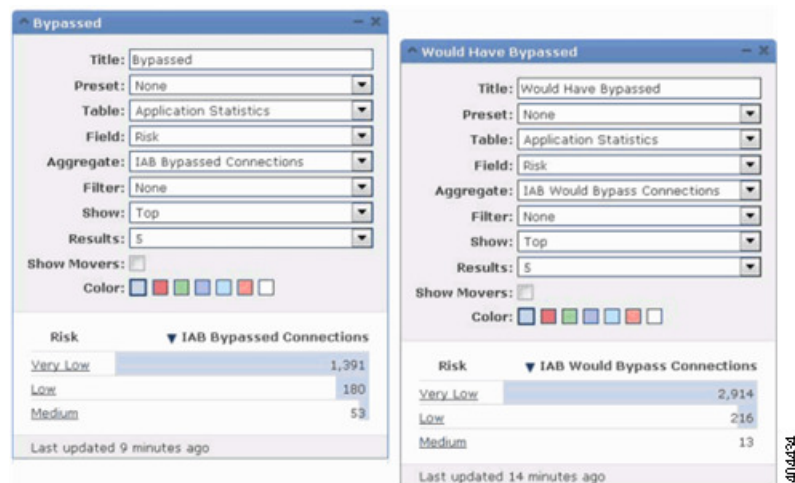 Bypassed
Title: Bypassed
Preset: None
Table: Application Statistics
Field: Risk
Aggregate: IAB Bypassed Connections
Filter: None
Show: Top
Results: 5
Show Movers:
Color:
Risk IAB Bypassed Connections
Very Low 1,391
Low 180
Medium 53
Last updated 9 minutes ago
Would Have Bypassed
Title: Would Have Bypassed
Preset: None
Table: Application Statistics
Field: Risk
Aggregate: IAB Would Bypass Connections
Filter: None
Show: Top
Results: 5
Show Movers:
Color:
Risk IAB Would Bypass Connections
Very Low 2,914
Low 216
Medium 13
Last updated 14 minutes ago
404434